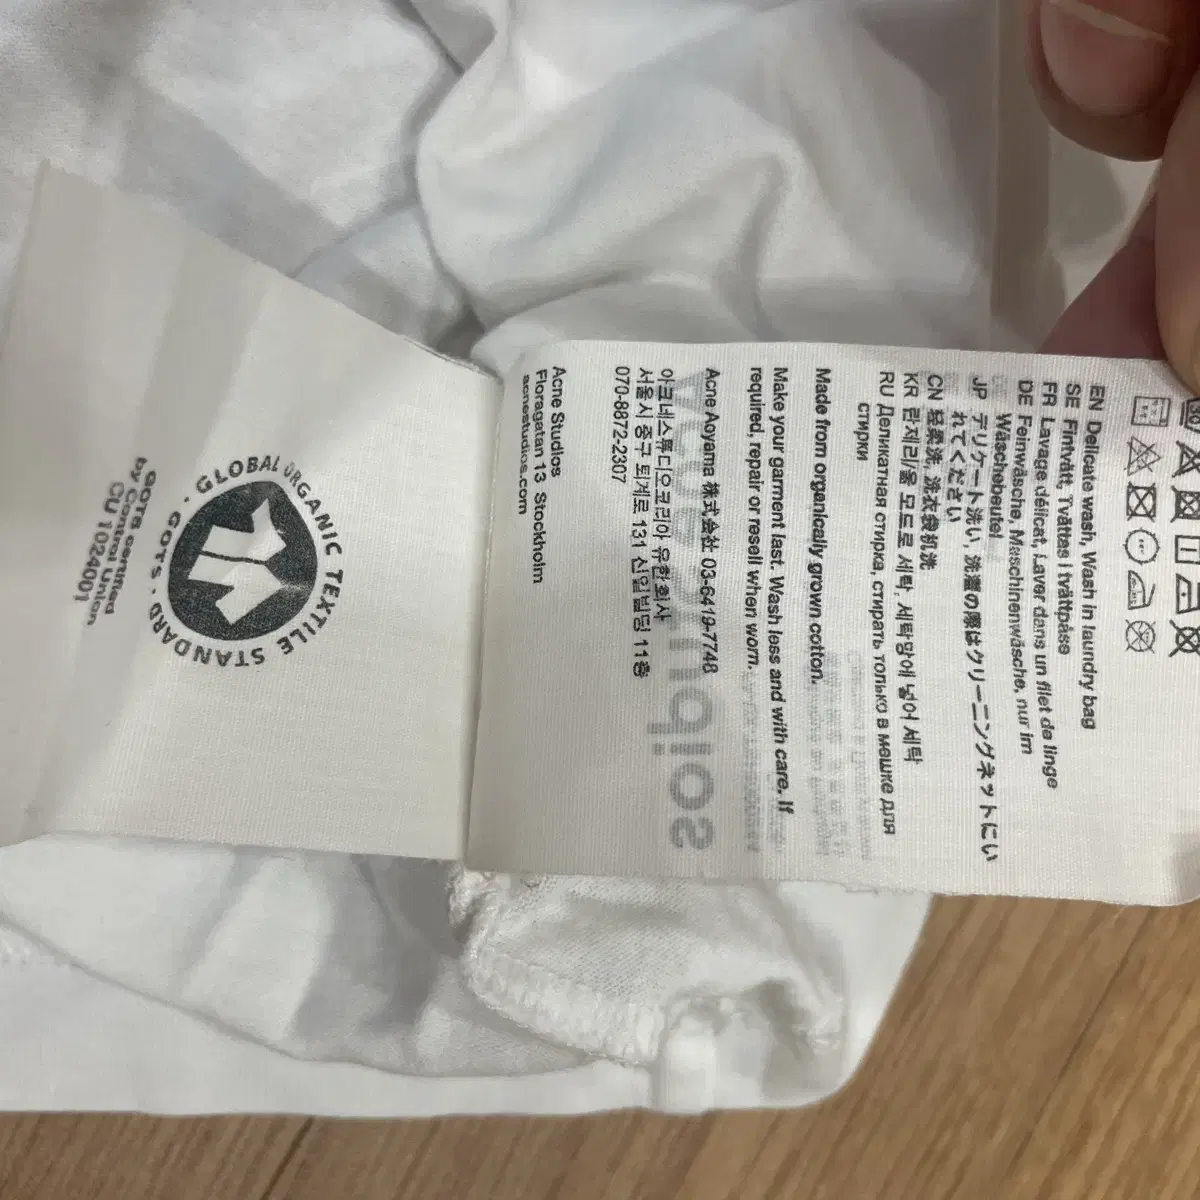 EN Delicate wash, Wash in laundry bag
SE Fintvätt, Tvättas i tvättpåse
FR Lavage délicat, Laver dans un filet de linge
DE Feinwäsche, Maschinenwäsche, nur im
Wäschebeutel
JP デリケート洗い, 洗濯の際はクリーニングネットにい
れてください
CN 轻柔洗, 洗衣袋机洗
KR 란제리/울 모드로 세탁, 세탁망에 넣어 세탁
RU Деликатная стирка, стирать только в мешке для
стирки
Made from organically grown cotton.
Make your garment last. Wash less and with care. If
required, repair or resell when worn.
Acne Aoyama 株式会社 03-6419-7748
아크네스튜디오코리아 유한회사
서울시 중구 퇴계로 131 신일빌딩 11층
070-8872-2307
Acne Studios
Floragatan 13 Stockholm
acnestudios.com
GLOBAL ORGANIC TEXTILE STANDARD · GOTS ·
GOTS certified
by Control Union
CU 1024001